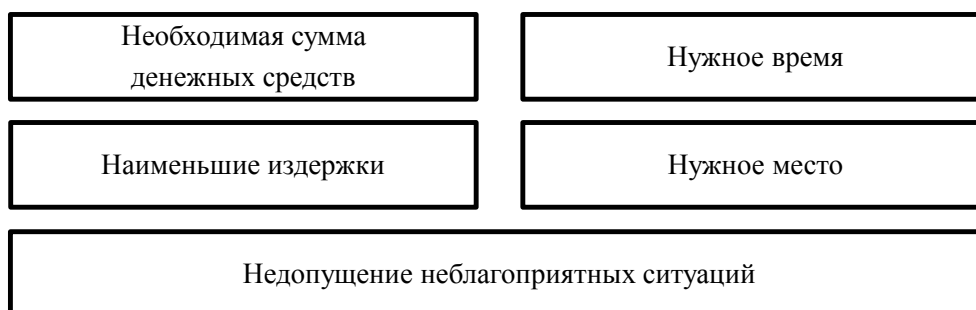 Необходимая сумма
денежных средств
Нужное время
Наименьшие издержки
Нужное место
Недопущение неблагоприятных ситуаций